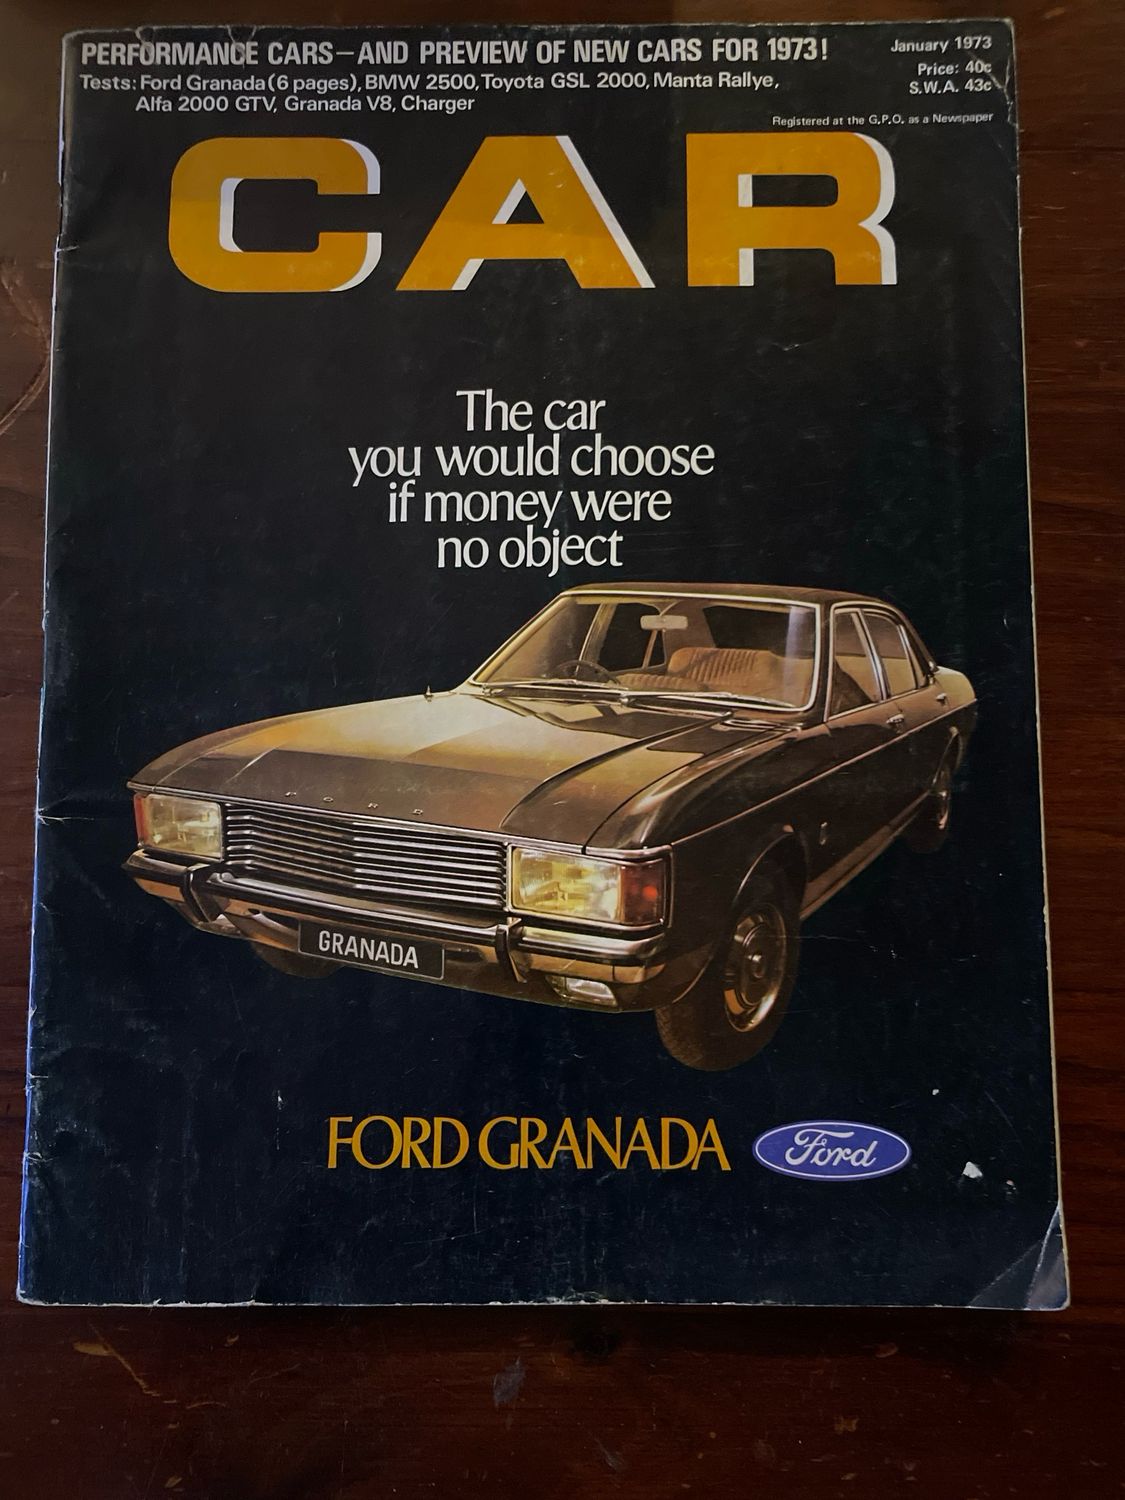 PERFORMANCE CARS—AND PREVIEW OF NEW CARS FOR 1973!
Tests: Ford Granada (6 pages), BMW 2500, Toyota GSL 2000, Manta Rallye,
Alfa 2000 GTV, Granada V8, Charger
January 1973
Price: 40c
S.W.A. 43c
Registered at the G.P.O. as a Newspaper
CAR
The car
you would choose
if money were
no object
FORD
GRANADA
FORD GRANADA
Ford